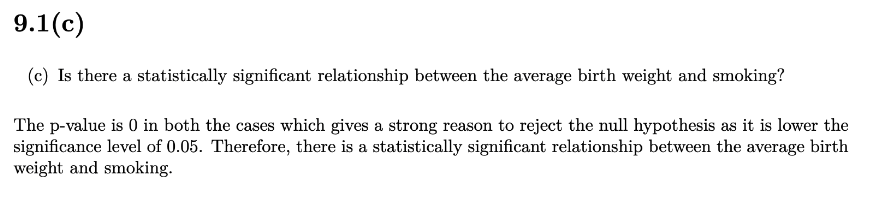 9.1(c)
(c) Is there a statistically significant relationship between the average birth weight and smoking?
The p-value is 0 in both the cases which gives a strong reason to reject the null hypothesis as it is lower the
significance level of 0.05. Therefore, there is a statistically significant relationship between the average birth
weight and smoking.